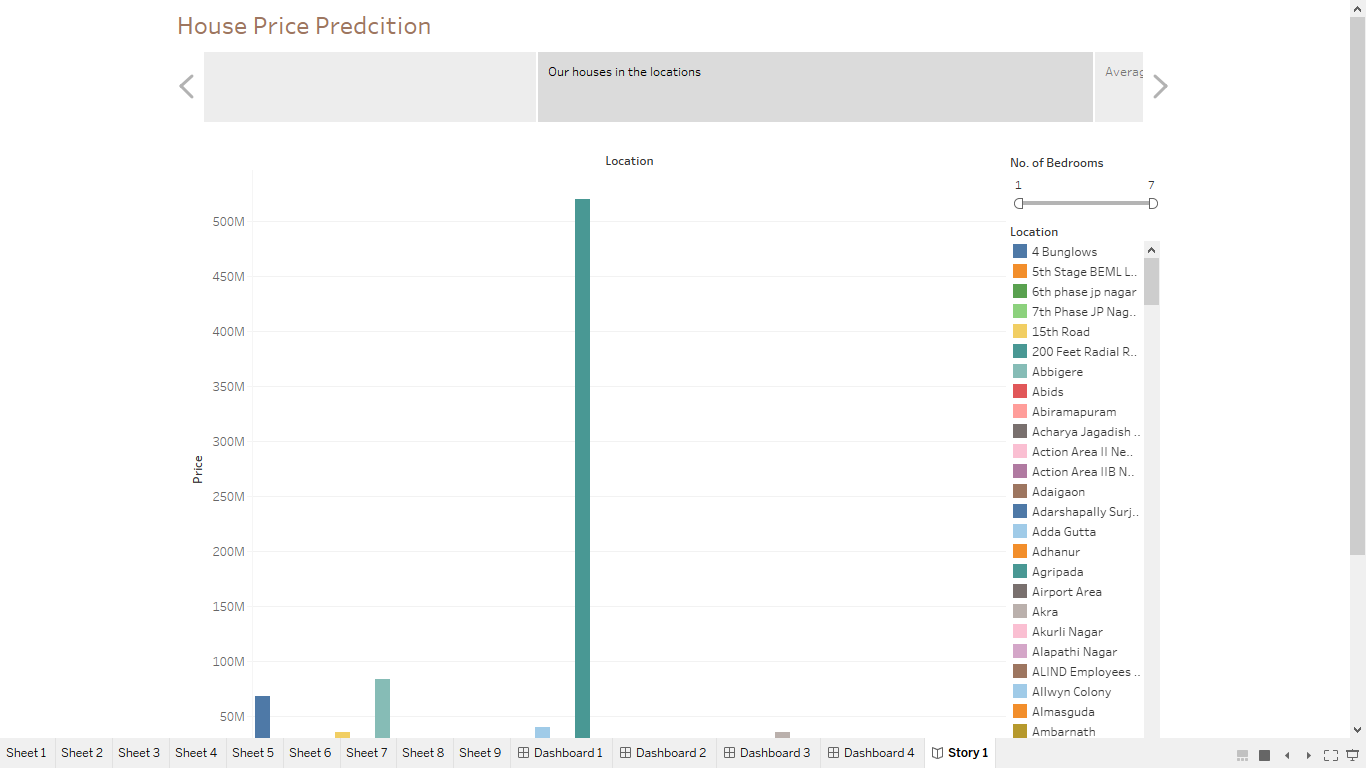 House Price Predcition
Our houses in the locations
Averag
Location
No. of Bedrooms
1 7
Location
4 Bunglows
5th Stage BEML L..
6th phase jp nagar
7th Phase JP Nag..
15th Road
200 Feet Radial R..
Abbigere
Abids
Abiramapuram
Acharya Jagadish ..
Action Area II Ne..
Action Area IIB N..
Adaigaon
Adarshapally Surj..
Adda Gutta
Adhanur
Agripada
Airport Area
Akra
Akurli Nagar
Alapathi Nagar
ALIND Employees ..
Allwyn Colony
Almasguda
Ambarnath
500M
450M
400M
350M
300M
250M
200M
150M
100M
50M
Price
Sheet 1 Sheet 2 Sheet 3 Sheet 4 Sheet 5 Sheet 6 Sheet 7 Sheet 8 Sheet 9 Dashboard 1 Dashboard 2 Dashboard 3 Dashboard 4 Story 1